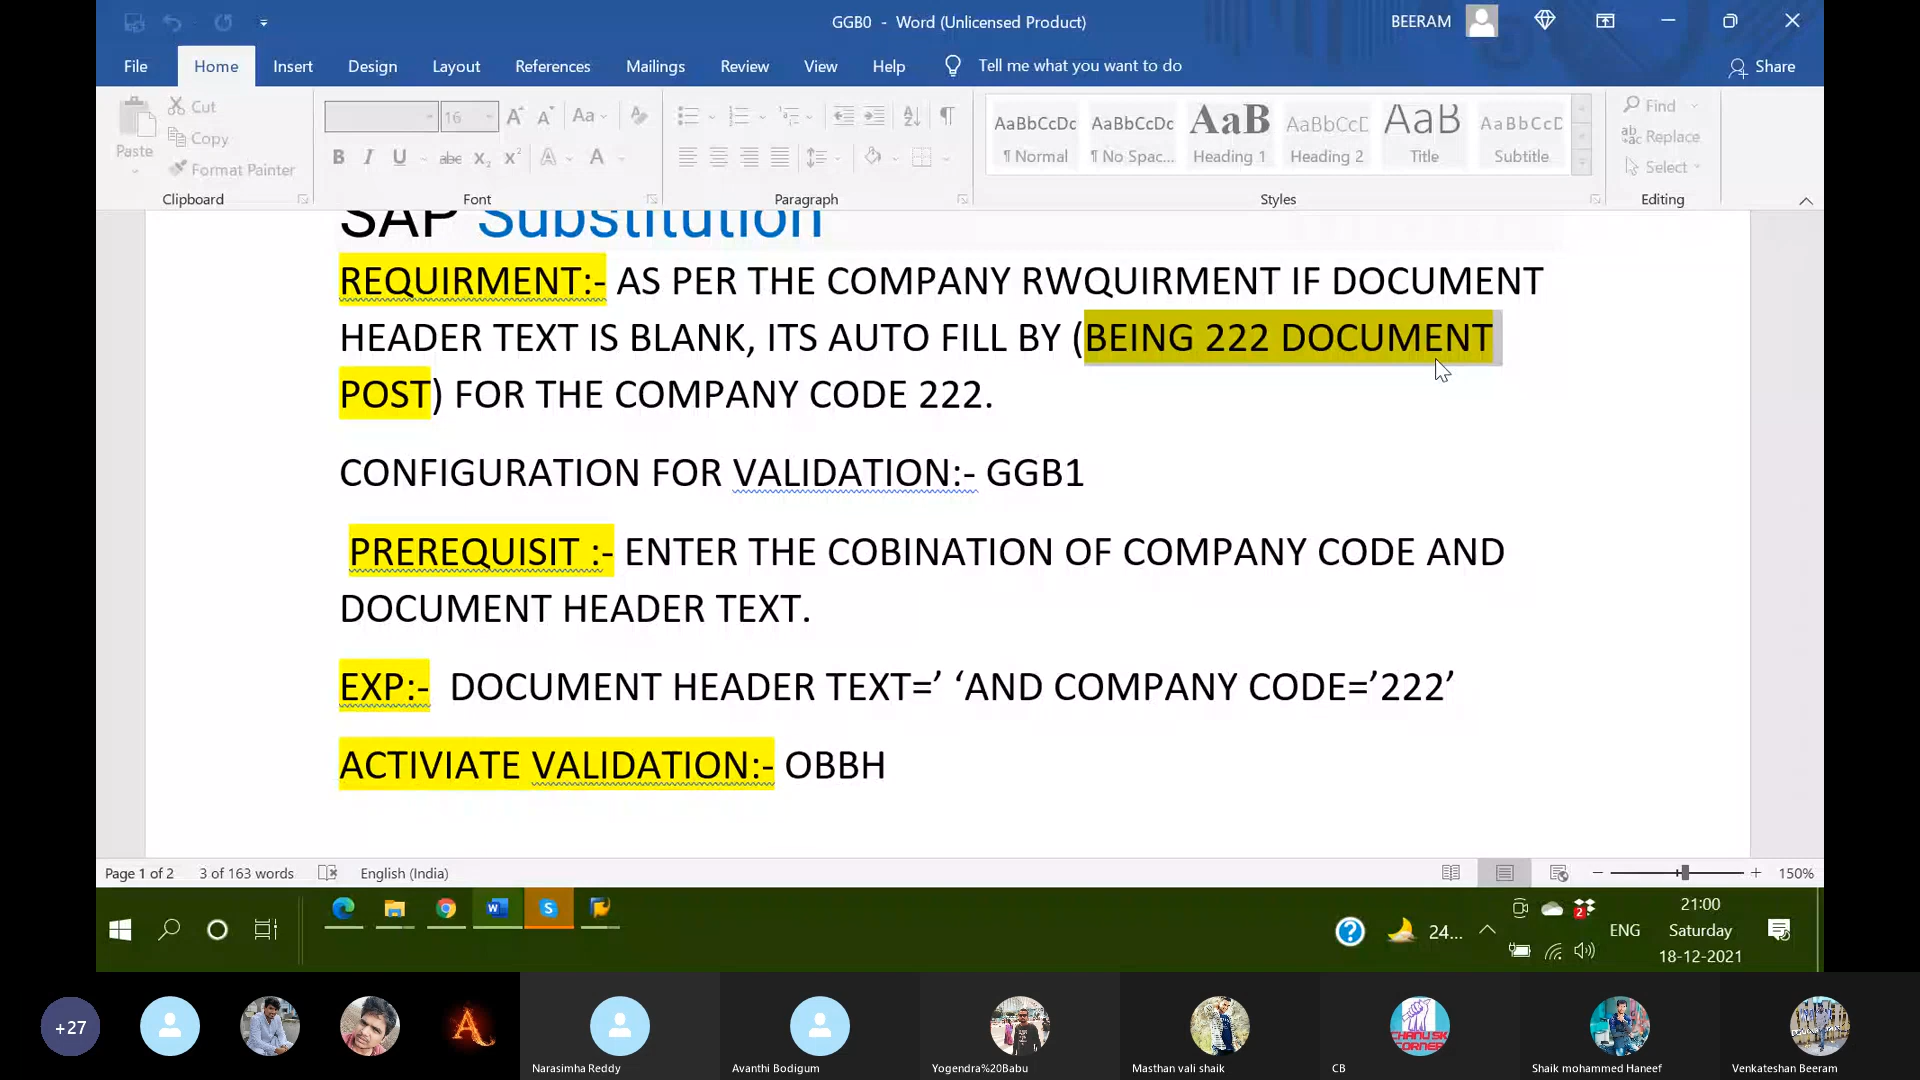 GGB0 - Word (Unlicensed Product)
BEERAM
File Home Insert Design Layout References Mailings Review View Help Tell me what you want to do Share
Paste Cut Copy Format Painter
16
AaBbCcDc AaBbCcDc AaB AaBbCcD AaB AaBbCcD
¶ Normal ¶ No Spac... Heading 1 Heading 2 Title Subtitle
Find Replace Select
Clipboard Font Paragraph Styles Editing
SAP Substitution
REQUIRMENT:- AS PER THE COMPANY RWQUIRMENT IF DOCUMENT
HEADER TEXT IS BLANK, ITS AUTO FILL BY (BEING 222 DOCUMENT
POST) FOR THE COMPANY CODE 222.
CONFIGURATION FOR VALIDATION:- GGB1
PREREQUISIT :- ENTER THE COBINATION OF COMPANY CODE AND
DOCUMENT HEADER TEXT.
EXP:- DOCUMENT HEADER TEXT=’ ‘AND COMPANY CODE=’222’
ACTIVIATE VALIDATION:- OBBH
Page 1 of 2 3 of 163 words English (India) 150%
2
24...
ENG
21:00
Saturday
18-12-2021
+27
A
CHANUSK
CORNER
Narasimha Reddy Avanthi Bodigum Yogendra%20Babu Masthan vali shaik CB Shaik mohammed Haneef Venkateshan Beeram